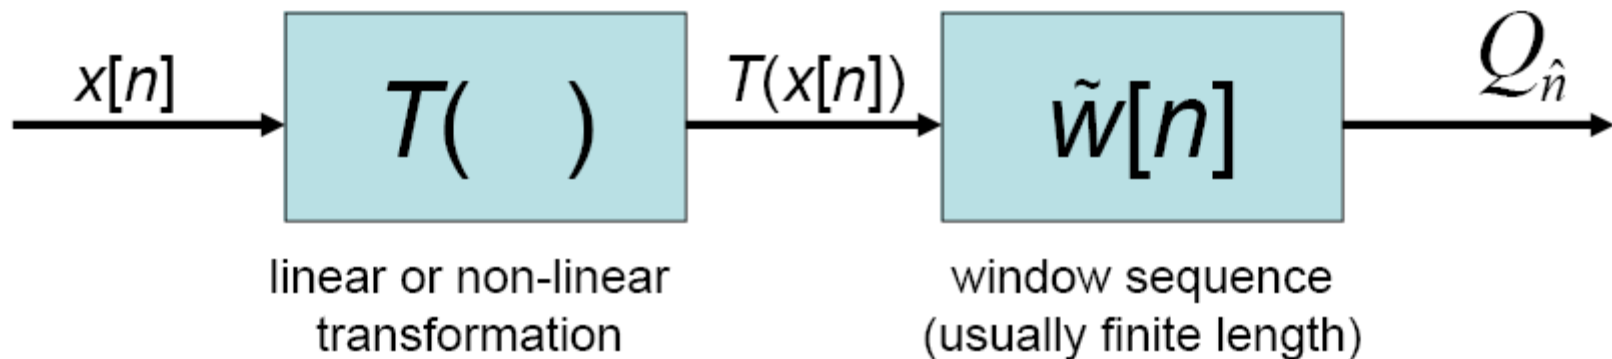 x[n]
T( )
T(x[n])
w̃[n]
Q_n̂
linear or non-linear
transformation
window sequence
(usually finite length)